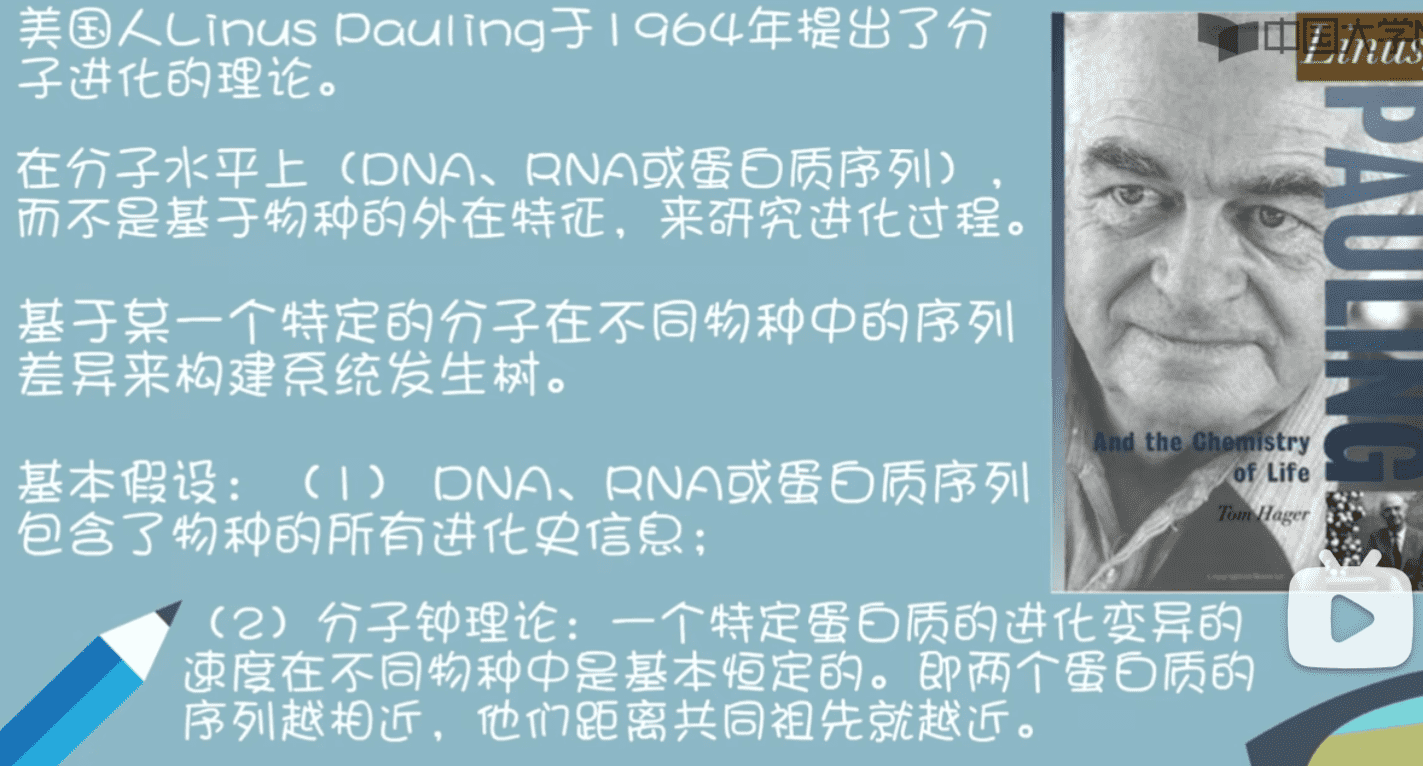 美国人Linus Pauling于1964年提出了分
子进化的理论。
在分子水平上（DNA、RNA或蛋白质序列），
而不是基于物种的外在特征，来研究进化过程。
基于某一个特定的分子在不同物种中的序列
差异来构建系统发生树。
基本假设：（1） DNA、RNA或蛋白质序列
包含了物种的所有进化史信息；
（2）分子钟理论：一个特定蛋白质的进化变异的
速度在不同物种中是基本恒定的。即两个蛋白质的
序列越相近，他们距离共同祖先就越近。
中国大学M
Linus
PAULING
And the Chemistry
of Life
Tom Hager